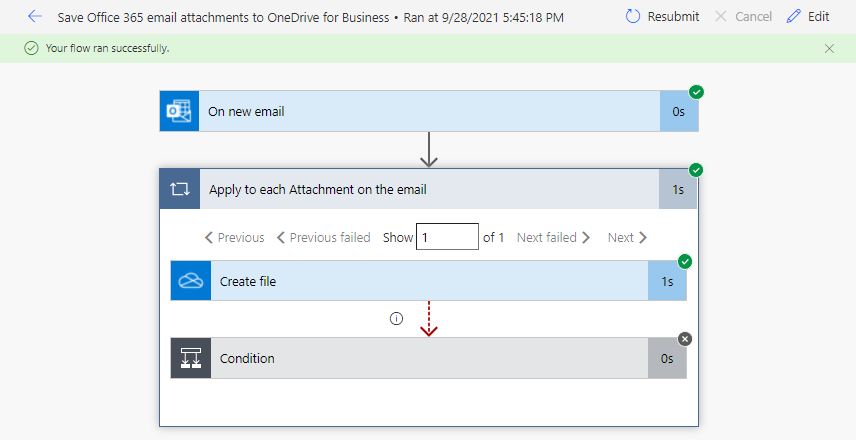 Save Office 365 email attachments to OneDrive for Business • Ran at 9/28/2021 5:45:18 PM Resubmit Cancel Edit
Your flow ran successfully.
On new email 0s
Apply to each Attachment on the email 1s
Previous Previous failed Show 1 of 1 Next failed Next
Create file 1s
Condition 0s